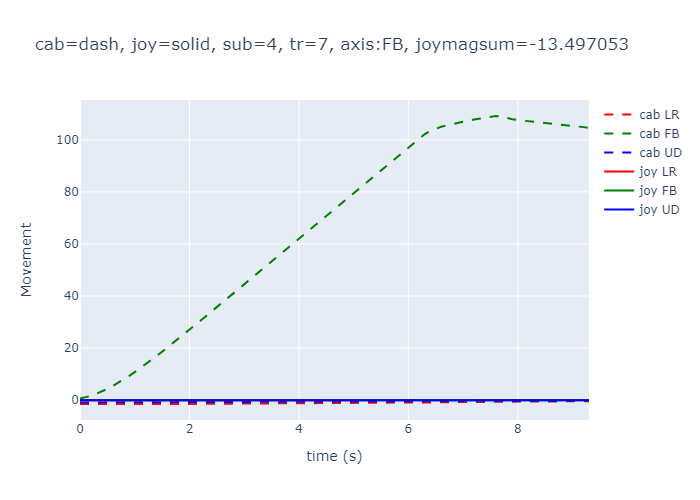 cab=dash, joy=solid, sub=4, tr=7, axis:FB, joymagsum=-13.497053
cab LR
cab FB
cab UD
joy LR
joy FB
joy UD
Movement
100
80
60
40
20
0
0 2 4 6 8
time (s)